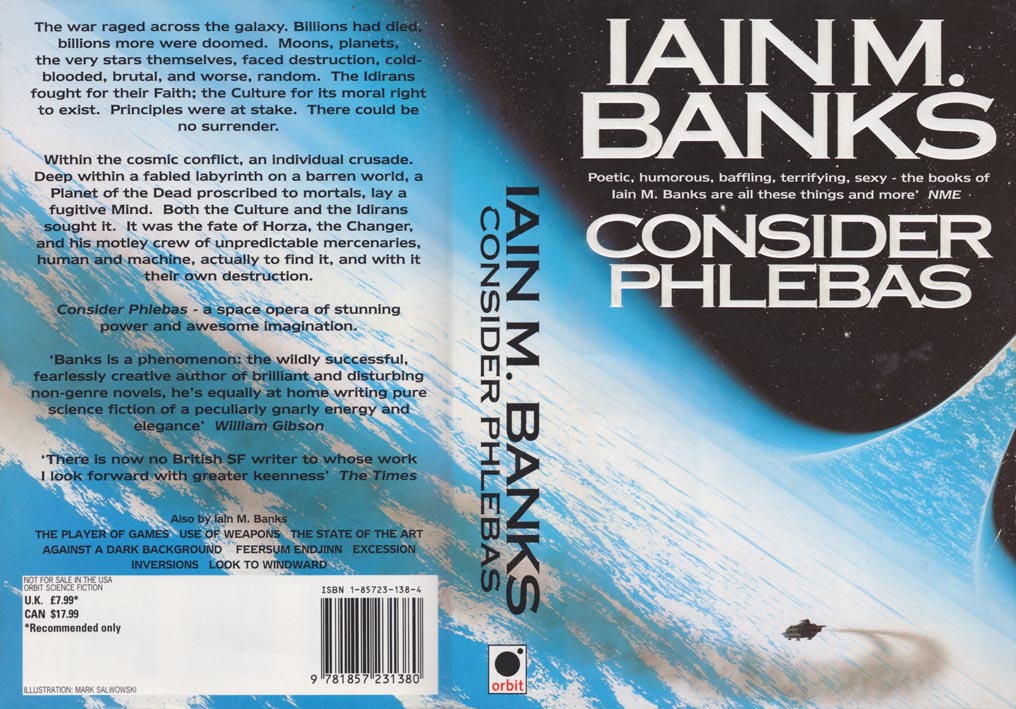 The war raged across the galaxy. Billions had died,
billions more were doomed. Moons, planets,
the very stars themselves, faced destruction, cold-
blooded, brutal, and worse, random. The Idirans
fought for their Faith; the Culture for its moral right
to exist. Principles were at stake. There could be
no surrender.
Within the cosmic conflict, an individual crusade.
Deep within a fabled labyrinth on a barren world, a
Planet of the Dead proscribed to mortals, lay a
fugitive Mind. Both the Culture and the Idirans
sought it. It was the fate of Horza, the Changer,
and his motley crew of unpredictable mercenaries,
human and machine, actually to find it, and with it
their own destruction.
Consider Phlebas - a space opera of stunning
power and awesome imagination.
‘Banks is a phenomenon: the wildly successful,
fearlessly creative author of brilliant and disturbing
non-genre novels, he's equally at home writing pure
science fiction of a peculiarly gnarly energy and
elegance’ William Gibson
‘There is now no British SF writer to whose work
I look forward with greater keenness’ The Times
Also by Iain M. Banks
THE PLAYER OF GAMES USE OF WEAPONS THE STATE OF THE ART
AGAINST A DARK BACKGROUND FEERSUM ENDJINN EXCESSION
INVERSIONS LOOK TO WINDWARD
NOT FOR SALE IN THE USA
ORBIT SCIENCE FICTION
U.K. £7.99*
CAN $17.99
*Recommended only
ISBN 1-85723-138-4
9 781857 231380
ILLUSTRATION: MARK SALWOWSKI
IAIN M. BANKS
CONSIDER PHLEBAS
orbit
IAIN M.
BANKS
Poetic, humorous, baffling, terrifying, sexy - the books of
Iain M. Banks are all these things and more’ NME
CONSIDER
PHLEBAS